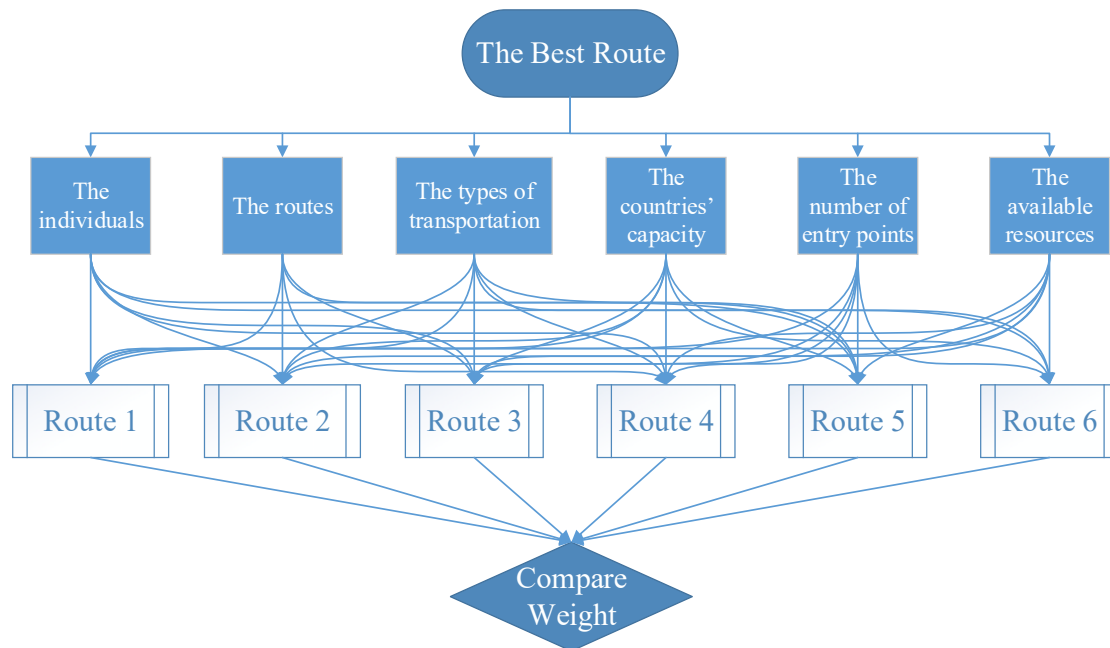 The Best Route
The
individuals
The routes
The types of
transportation
The
countries’
capacity
The
number of
entry points
The
available
resources
Route 1
Route 2
Route 3
Route 4
Route 5
Route 6
Compare
Weight